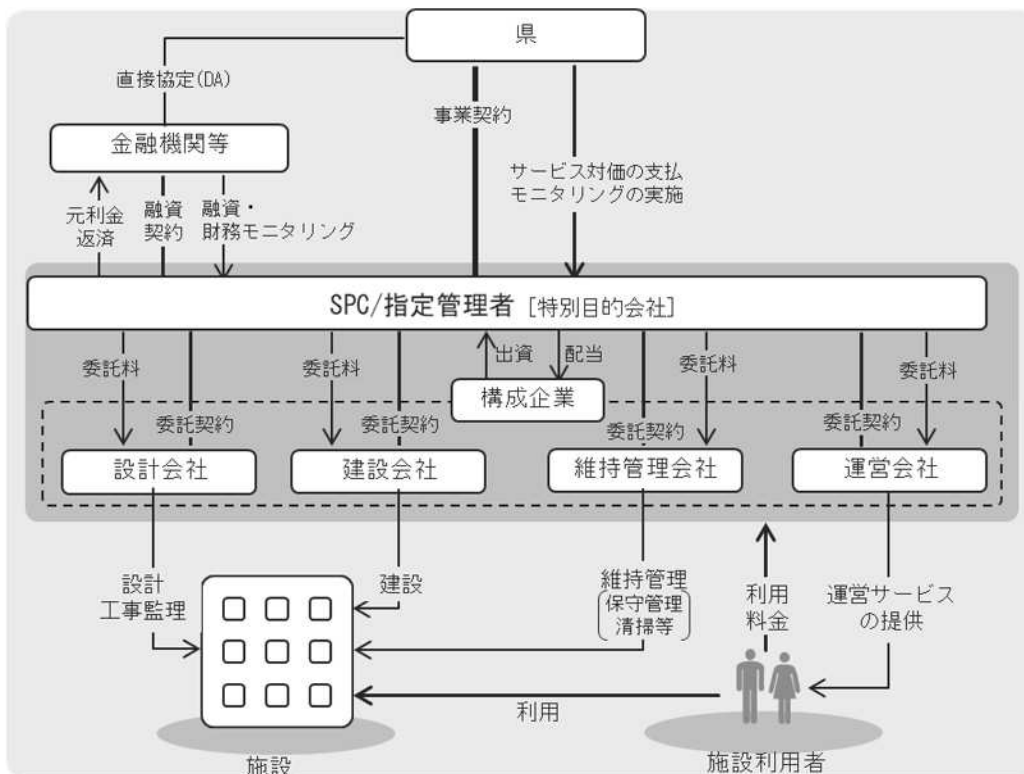 県
直接協定(DA)
事業契約
金融機関等
サービス対価の支払
モニタリングの実施
元利金
返済
融資
契約
融資・
財務モニタリング
SPC/指定管理者 [特別目的会社]
委託料
委託契約
委託料
委託契約
出資
配当
構成企業
委託契約
委託料
委託契約
委託料
設計会社
建設会社
維持管理会社
運営会社
設計
工事監理
建設
維持管理
保守管理
清掃等
利用
料金
運営サービス
の提供
利用
施設
施設利用者